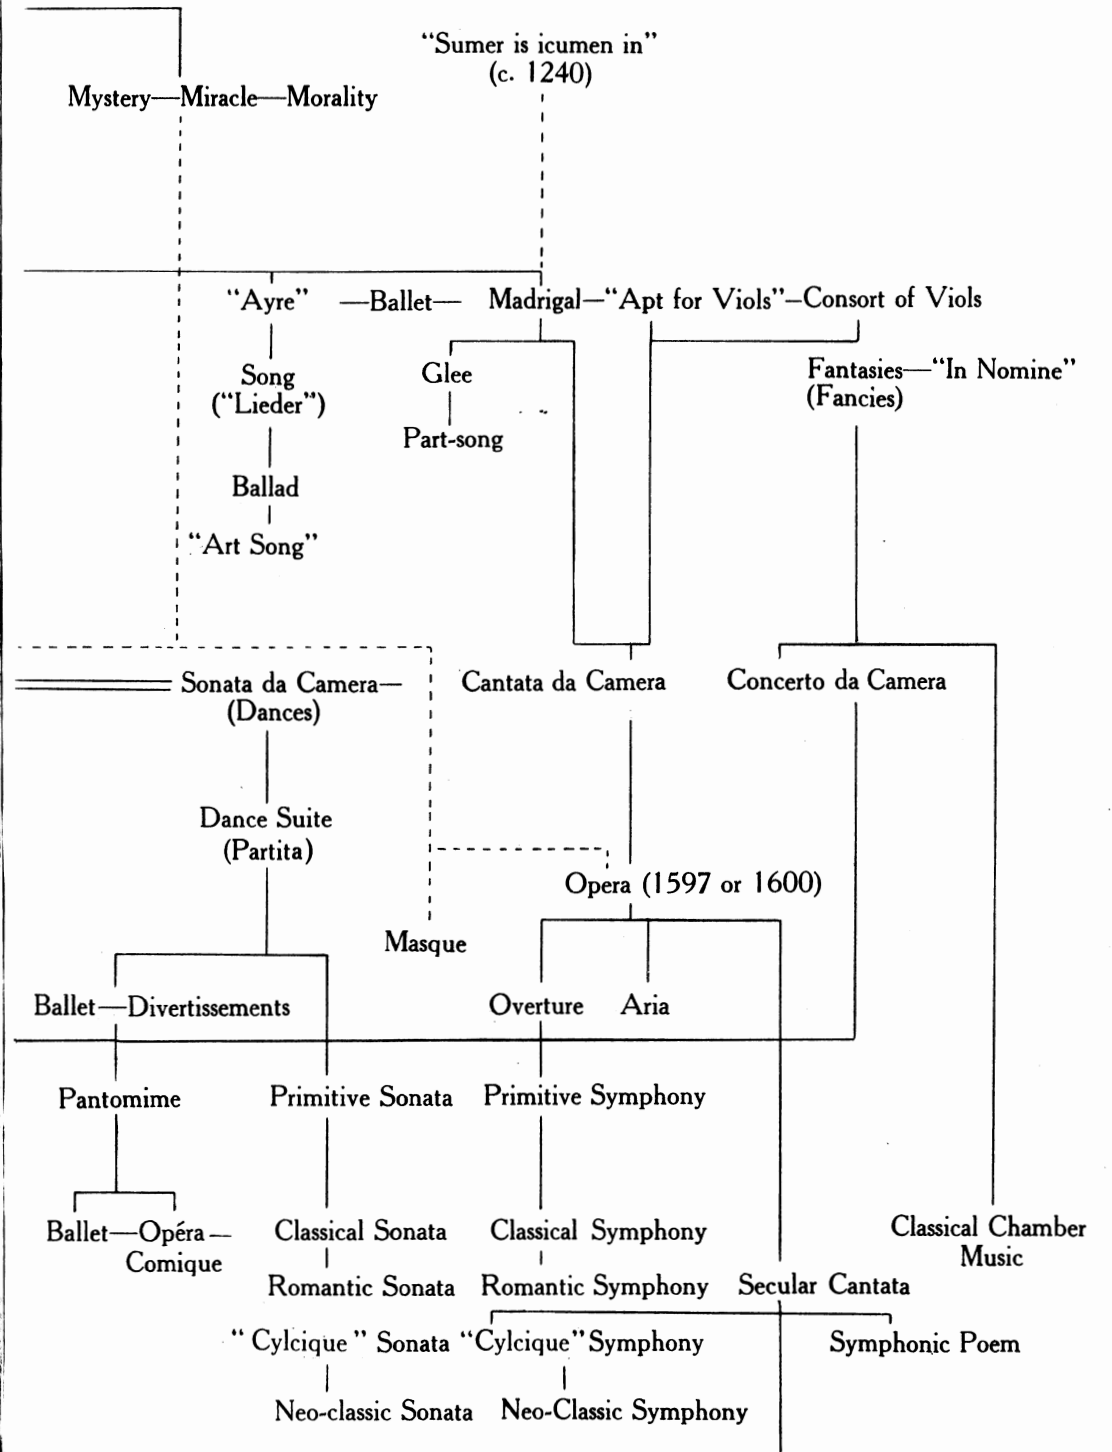 “Sumer is icumen in”
(c. 1240)
Mystery—Miracle—Morality
“Ayre” —Ballet— Madrigal—“Apt for Viols”—Consort of Viols
Song
(“Lieder”)
Glee
Fantasies—“In Nomine”
(Fancies)
Part-song
Ballad
“Art Song”
Sonata da Camera—
(Dances)
Cantata da Camera
Concerto da Camera
Dance Suite
(Partita)
Opera (1597 or 1600)
Masque
Ballet—Divertissements
Overture
Aria
Pantomime
Primitive Sonata
Primitive Symphony
Ballet—Opéra—
Comique
Classical Sonata
Classical Symphony
Classical Chamber
Music
Romantic Sonata
Romantic Symphony
Secular Cantata
“Cylcique” Sonata
“Cylcique” Symphony
Symphonic Poem
Neo-classic Sonata
Neo-Classic Symphony